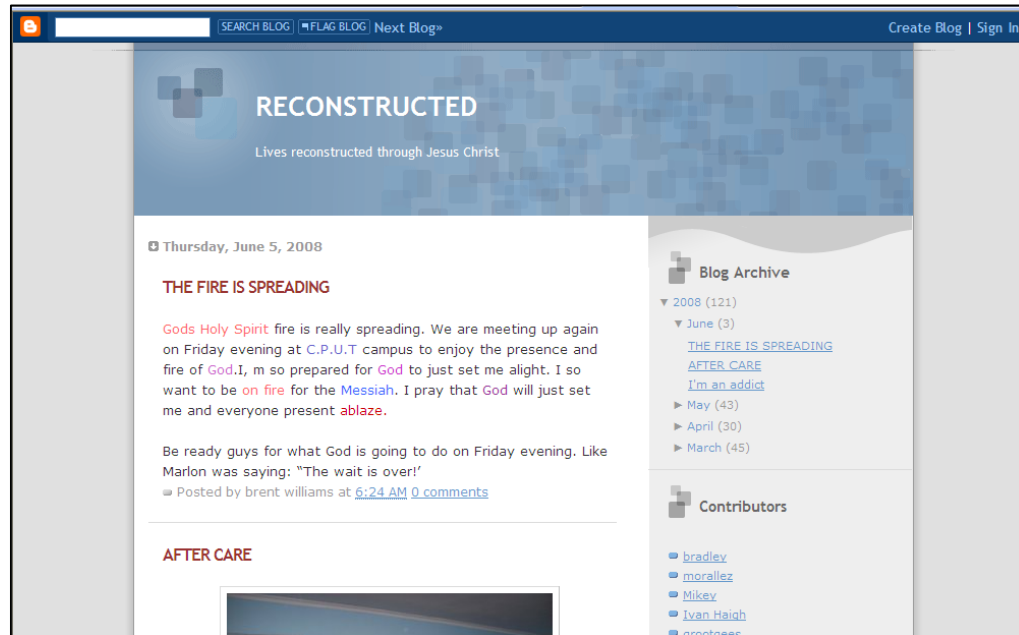 SEARCH BLOG FLAG BLOG Next Blog» Create Blog | Sign In
RECONSTRUCTED
Lives reconstructed through Jesus Christ
Thursday, June 5, 2008
THE FIRE IS SPREADING
Gods Holy Spirit fire is really spreading. We are meeting up again
on Friday evening at C.P.U.T campus to enjoy the presence and
fire of God.I, m so prepared for God to just set me alight. I so
want to be on fire for the Messiah. I pray that God will just set
me and everyone present ablaze.
Be ready guys for what God is going to do on Friday evening. Like
Marlon was saying: “The wait is over!’
Posted by brent williams at 6:24 AM 0 comments
AFTER CARE
Blog Archive
▼ 2008 (121)
▼ June (3)
THE FIRE IS SPREADING
AFTER CARE
I'm an addict
► May (43)
► April (30)
► March (45)
Contributors
bradley
morallez
Mikey
Ivan Haigh